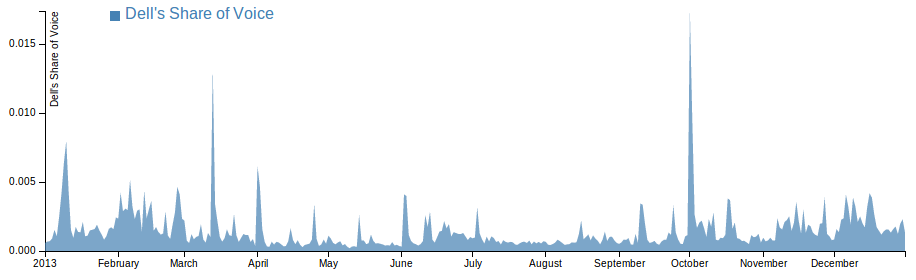 Dell's Share of Voice
Dell's Share of Voice
0.015
0.010
0.005
0.000
2013 February March April May June July August September October November December